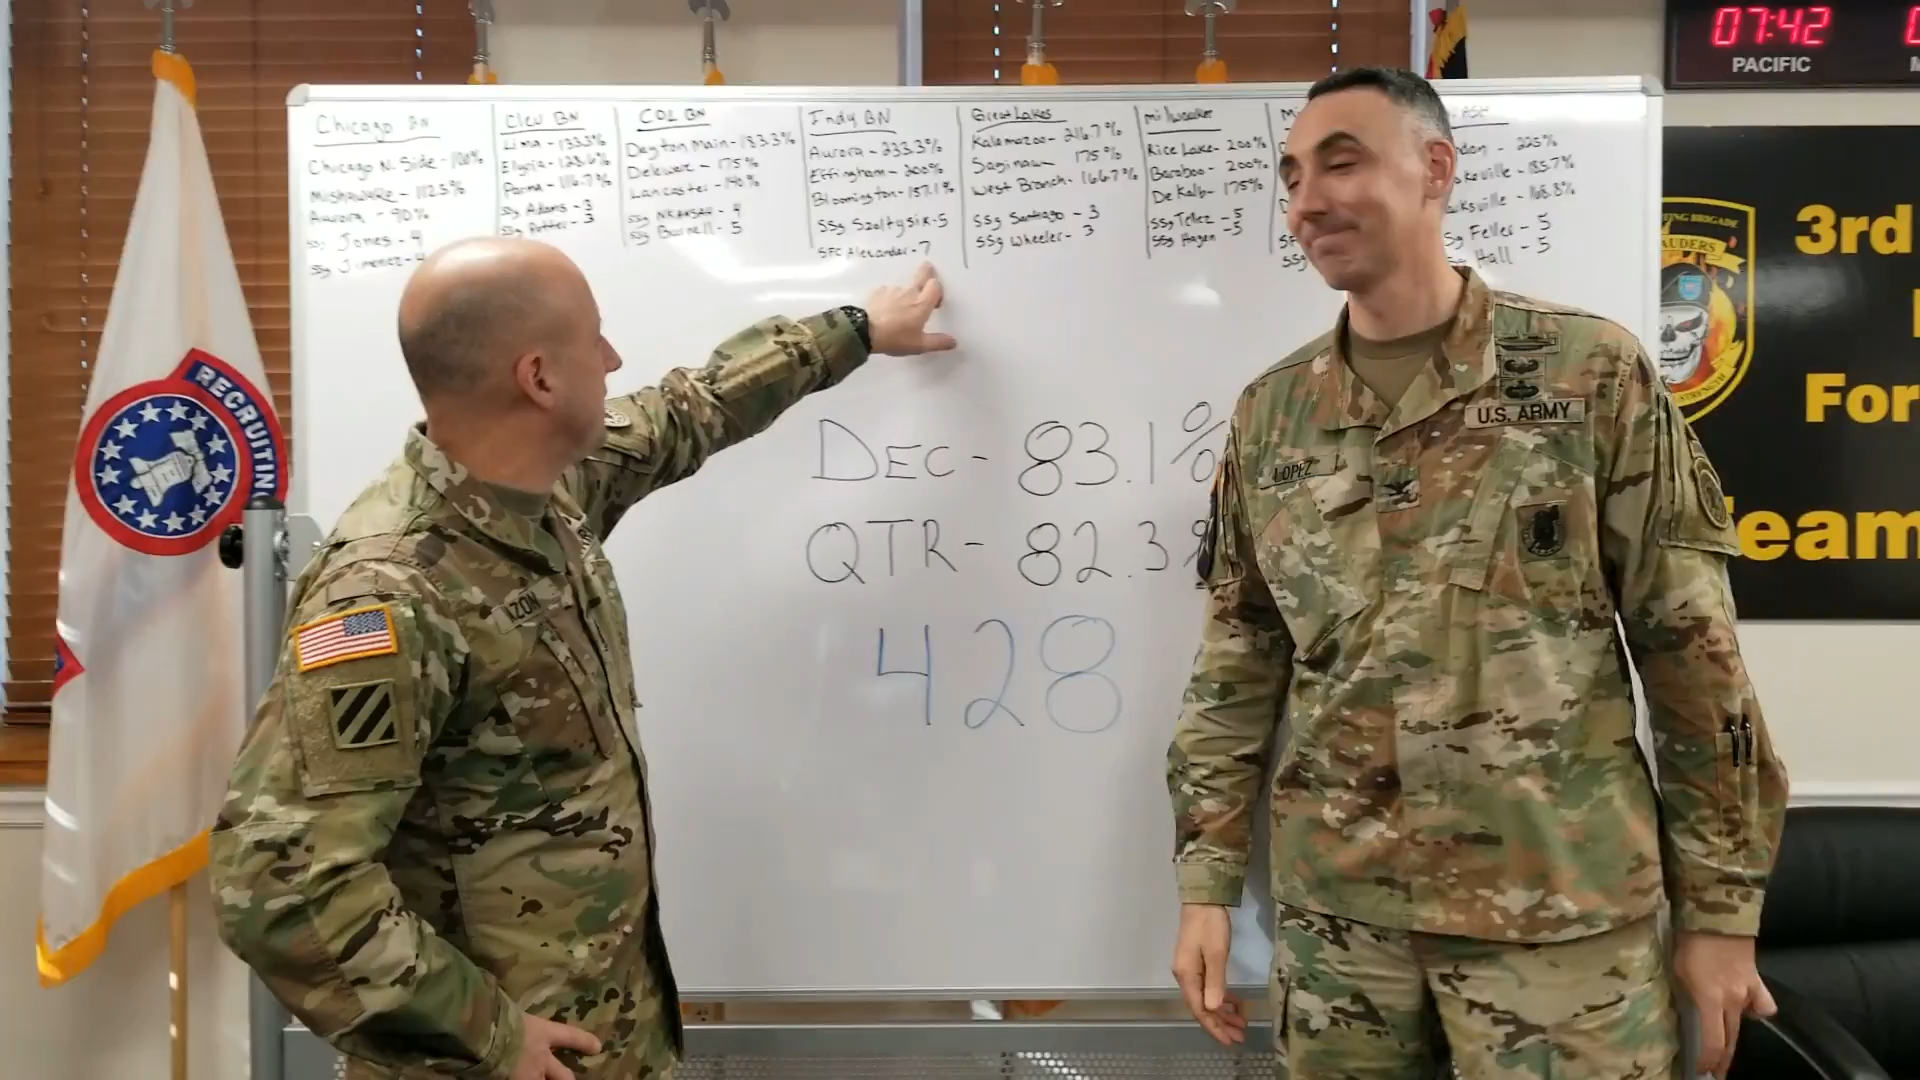 07:42
PACIFIC
Chicago BN
Chicago N. Side - 120%
Mishawaka - 112.5%
Aurora - 90%
SSg Jones - 4
SSg Jimenez - 4
Clev BN
Lima - 133.3%
Elyria - 128.6%
Parma - 116.7%
SSg Adams - 3
SSg Potter - 3
COL BN
Dayton Main - 183.3%
Deleware - 175%
Lancaster - 140%
SSg NKANSAH - 4
SSg Burnell - 5
Indy BN
Aurora - 233.3%
Effingham - 200%
Bloomington - 157.1%
SSg Szoltysik - 5
SFC Alexander - 7
Great Lakes
Kalamazoo - 216.7%
Saginaw 175%
West Branch - 166.7%
SSg Santiago - 3
SSg Wheeler - 3
Milwaukee
Rice Lake - 200%
Baraboo - 200%
De Kalb - 175%
SSg Tellez - 5
SSg Hagen - 5
225%
185.7%
168.8%
Feller - 5
Hall - 5
DEC - 83.1%
QTR - 82.3%
428
RECRUITING
BRIGADE
3rd
For
eam
U.S. ARMY
LOPEZ